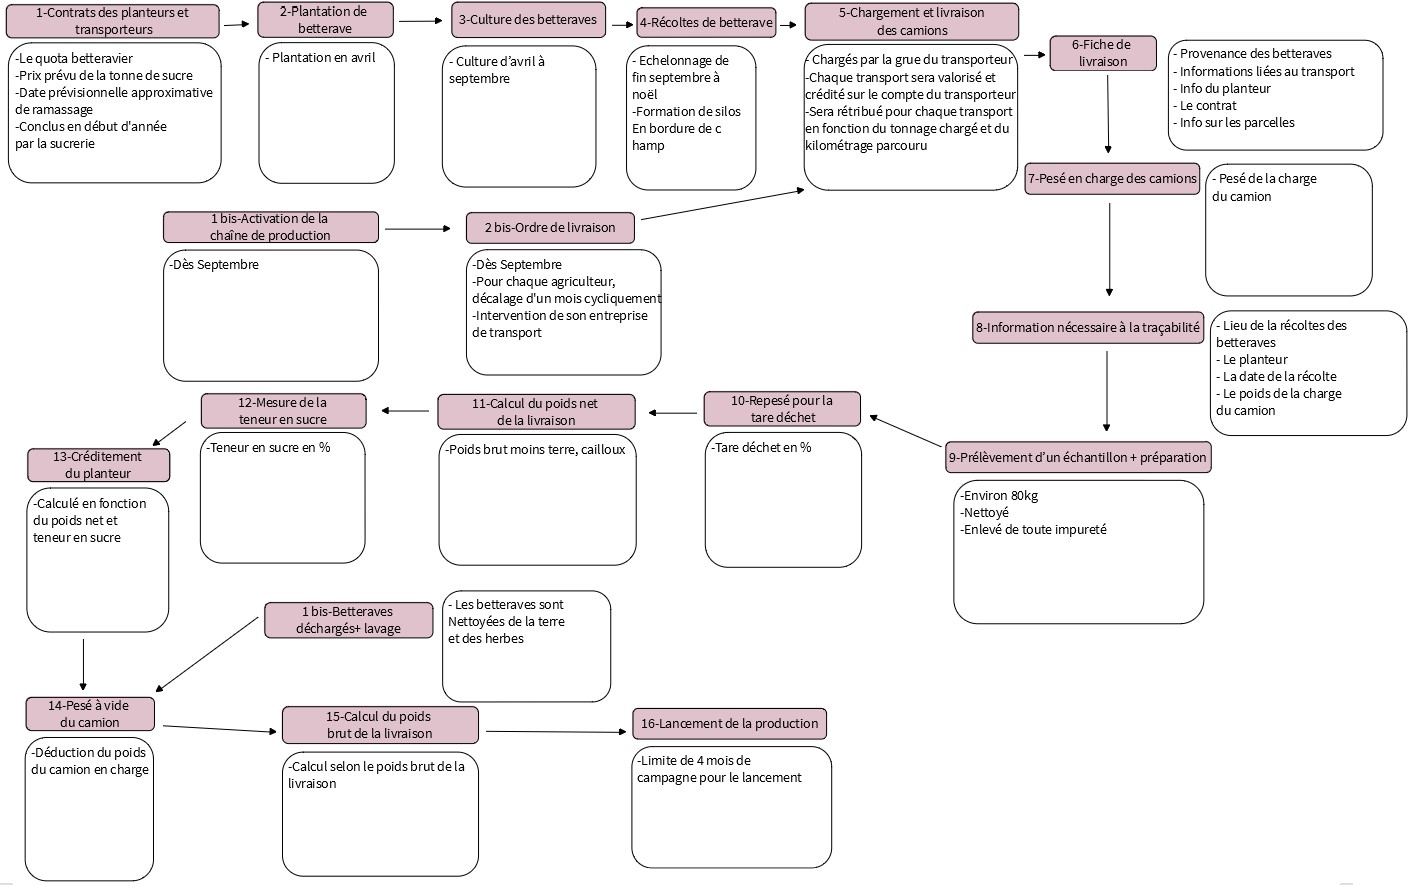 1-Contrats des planteurs et
transporteurs
-Le quota betteravier
-Prix prévu de la tonne de sucre
-Date prévisionnelle approximative
de ramassage
-Conclus en début d'année
par la sucrerie
2-Plantation de
betterave
- Plantation en avril
3-Culture des betteraves
- Culture d’avril à
septembre
4-Récoltes de betterave
- Echelonnage de
fin septembre à
noël
-Formation de silos
En bordure de c
hamp
5-Chargement et livraison
des camions
- Chargés par la grue du transporteur
-Chaque transport sera valorisé et
crédité sur le compte du transporteur
-Sera rétribué pour chaque transport
en fonction du tonnage chargé et du
kilométrage parcouru
6-Fiche de
livraison
- Provenance des betteraves
- Informations liées au transport
- Info du planteur
- Le contrat
- Info sur les parcelles
7-Pesé en charge des camions
- Pesé de la charge
du camion
1 bis-Activation de la
chaîne de production
-Dès Septembre
2 bis-Ordre de livraison
-Dès Septembre
-Pour chaque agriculteur,
décalage d'un mois cycliquement
-Intervention de son entreprise
de transport
8-Information nécessaire à la traçabilité
- Lieu de la récoltes des
betteraves
- Le planteur
- La date de la récolte
- Le poids de la charge
du camion
9-Prélèvement d’un échantillon + préparation
-Environ 80kg
-Nettoyé
-Enlevé de toute impureté
10-Repesé pour la
tare déchet
-Tare déchet en %
11-Calcul du poids net
de la livraison
-Poids brut moins terre, cailloux
12-Mesure de la
teneur en sucre
-Teneur en sucre en %
13-Créditement
du planteur
-Calculé en fonction
du poids net et
teneur en sucre
1 bis-Betteraves
déchargés+ lavage
- Les betteraves sont
Nettoyées de la terre
et des herbes
14-Pesé à vide
du camion
-Déduction du poids
du camion en charge
15-Calcul du poids
brut de la livraison
-Calcul selon le poids brut de la
livraison
16-Lancement de la production
-Limite de 4 mois de
campagne pour le lancement